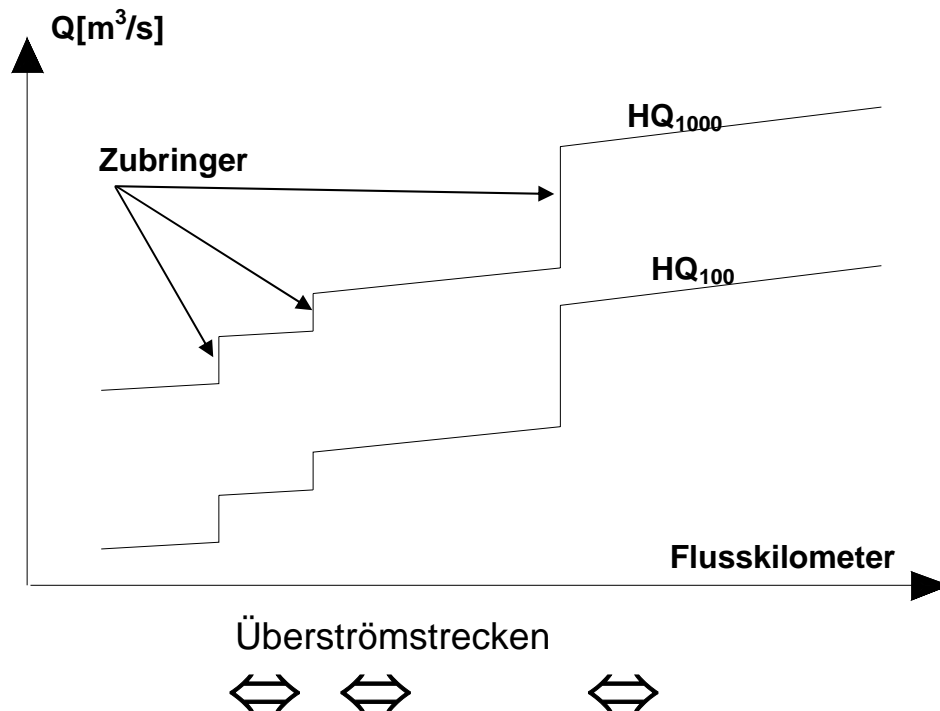 Q[m³/s]
HQ₁₀₀₀
Zubringer
HQ₁₀₀
Flusskilometer
Überströmstrecken